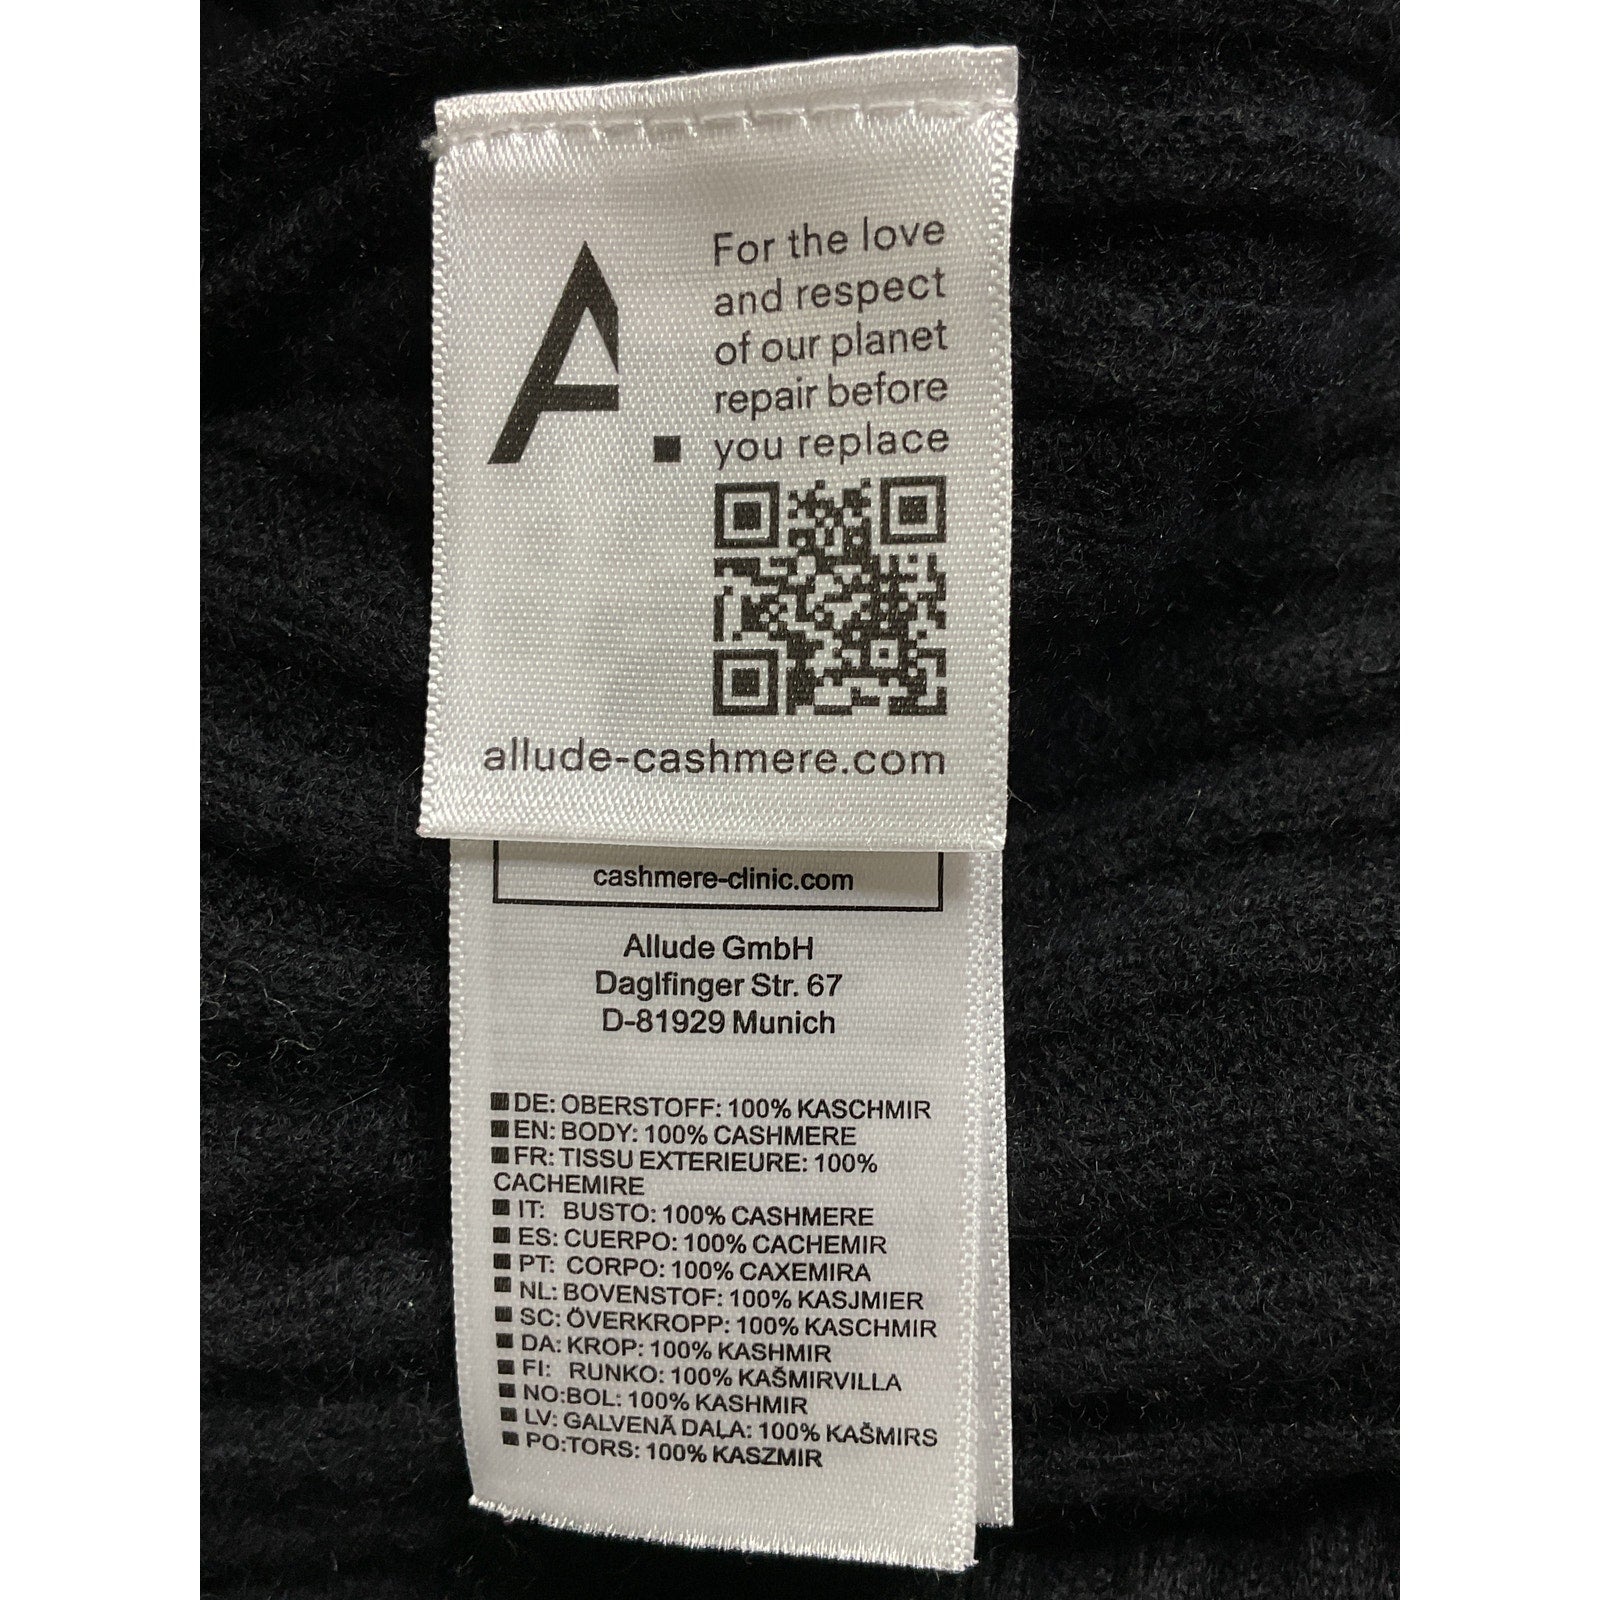 A.
For the love
and respect
of our planet
repair before
you replace
allude-cashmere.com
cashmere-clinic.com
Allude GmbH
Daglfinger Str. 67
D-81929 Munich
DE: OBERSTOFF: 100% KASCHMIR
EN: BODY: 100% CASHMERE
FR: TISSU EXTERIEURE: 100%
CACHEMIRE
IT: BUSTO: 100% CASHMERE
ES: CUERPO: 100% CACHEMIR
PT: CORPO: 100% CAXEMIRA
NL: BOVENSTOF: 100% KASJMIER
SC: ÖVERKROPP: 100% KASCHMIR
DA: KROP: 100% KASHMIR
FI: RUNKO: 100% KAŠMIRVILLA
NO:BOL: 100% KASHMIR
LV: GALVENĀ DAĻA: 100% KAŠMIRS
PO:TORS: 100% KASZMIR